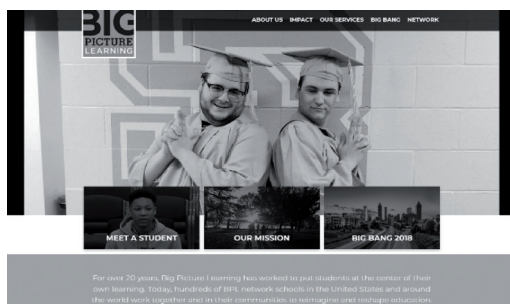 BIG
PICTURE
LEARNING
ABOUT US IMPACT OUR SERVICES BIG BANG NETWORK
MEET A STUDENT
OUR MISSION
BIG BANG 2018
For over 20 years, Big Picture Learning has worked to put students at the center of their
own learning. Today, hundreds of BPL network schools in the United States and around
the world work together and in their communities to reimagine and reshape education